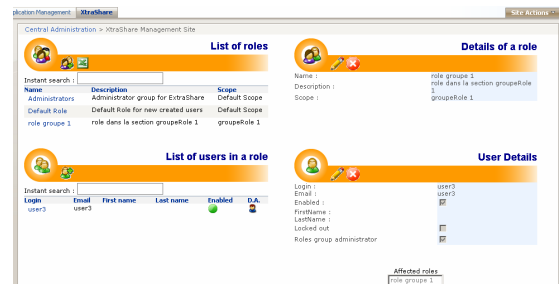 plication Management XtraShare Site Actions
Central Administration > XtraShare Management Site
List of roles
Instant search :
Name Description Scope
Administrators Administrator group for ExtraShare Default Scope
Default Role Default Role for new created users Default Scope
role groupe 1 role dans la section groupeRole 1 groupeRole 1
Details of a role
Name : role groupe 1
Description : role dans la section groupeRole
1
Scope : groupeRole 1
List of users in a role
Instant search :
Login Email First name Last name Enabled D.A.
user3 user3
User Details
Login : user3
Email : user3
Enabled :
FirstName :
LastName :
Locked out
Roles group administrator
Affected roles
role groupe 1